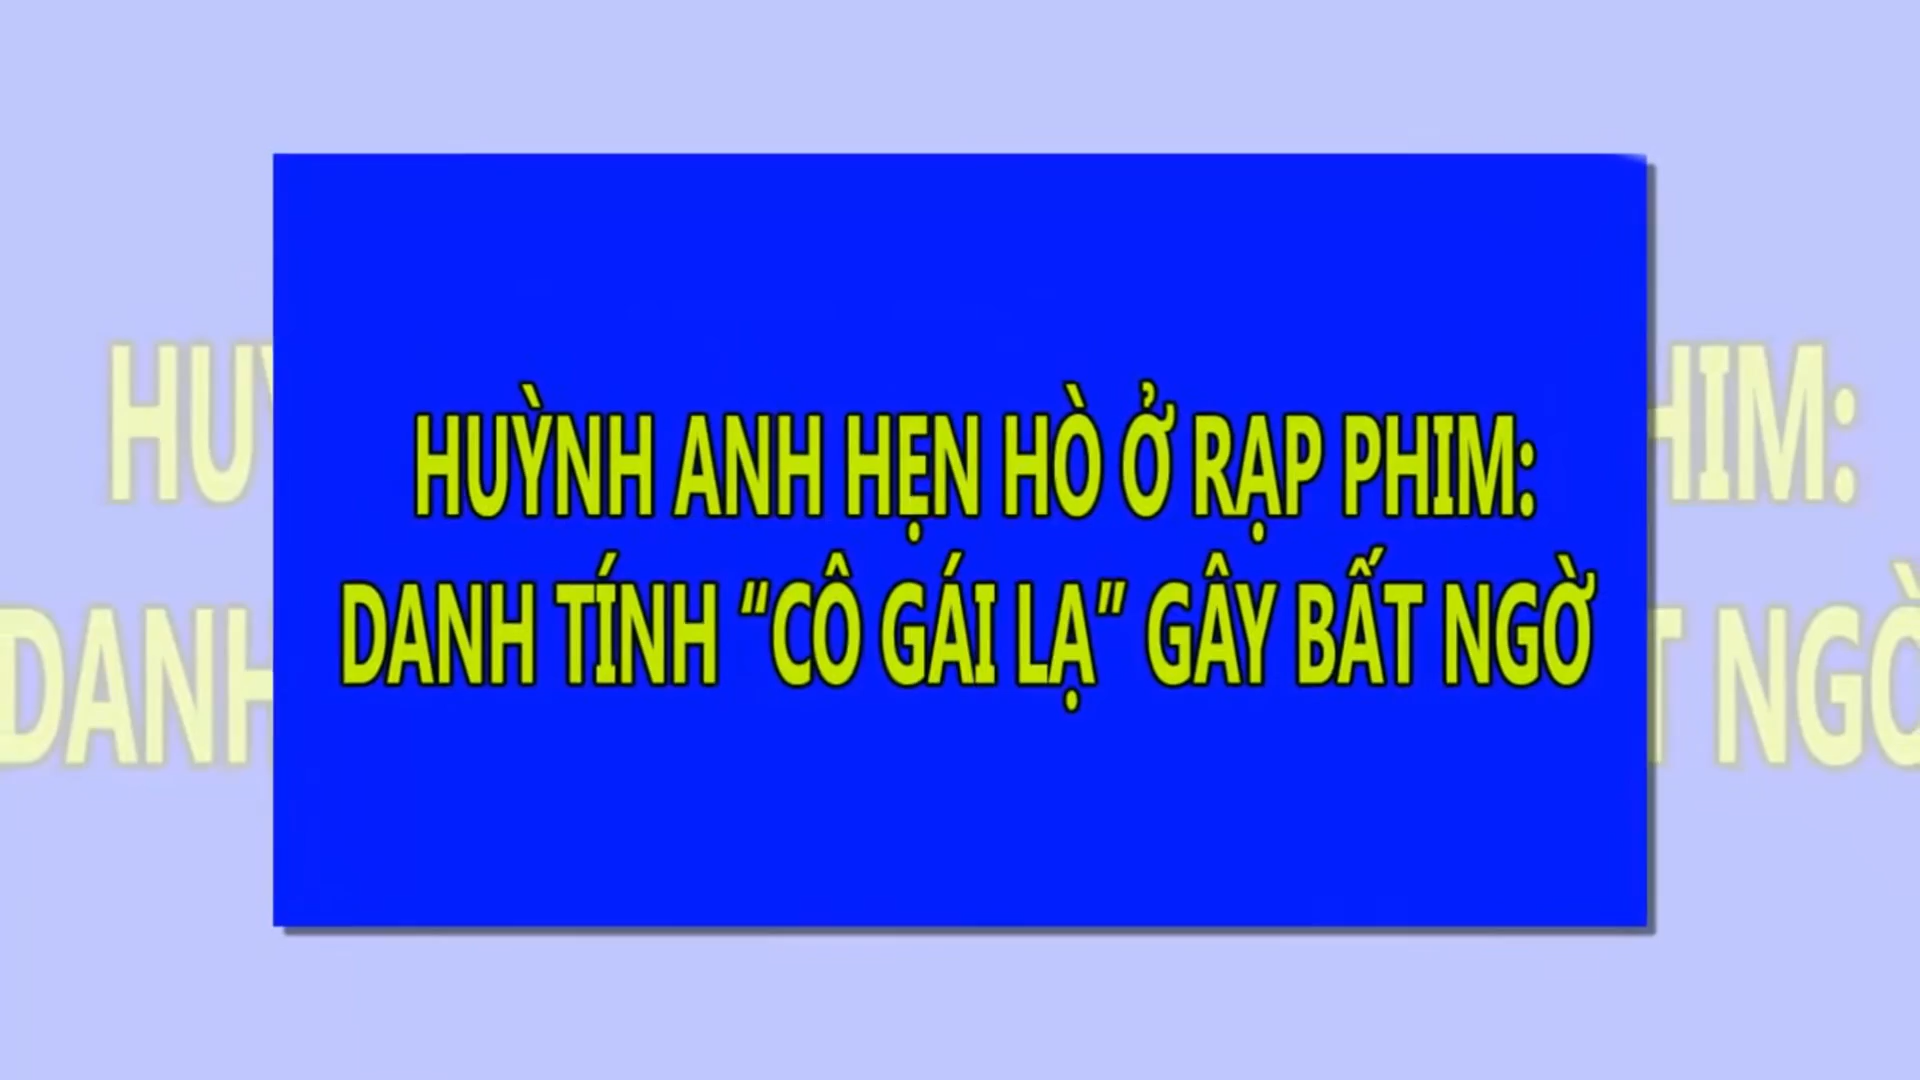 HUỲNH ANH HẸN HÒ Ở RẠP PHIM:
DANH TÍNH “CÔ GÁI LẠ” GÂY BẤT NGỜ